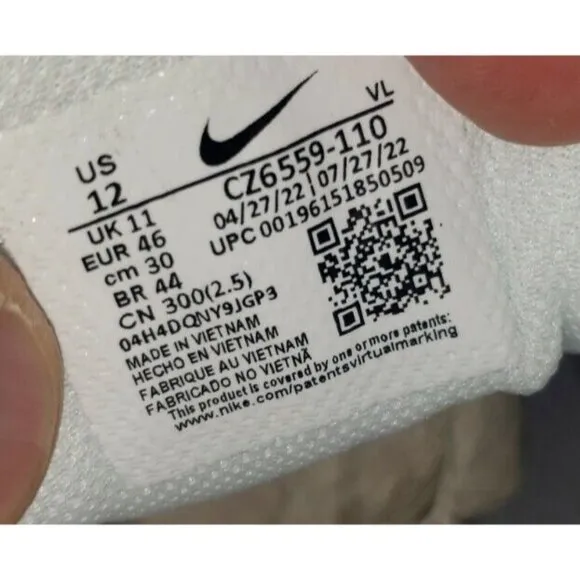 VL
US
12
CZ6559-110
UK 11
04/27/22|07/27/22
EUR 46
UPC 00196151850509
cm 30
BR 44
CN 300(2.5)
04H4DQNY9JGP3
MADE IN VIETNAM
HECHO EN VIETNAM
FABRIQUE AU VIETNAM
FABRICADO NO VIETNÃ
This product is covered by one or more patents:
www.nike.com/patentsvirtualmarking